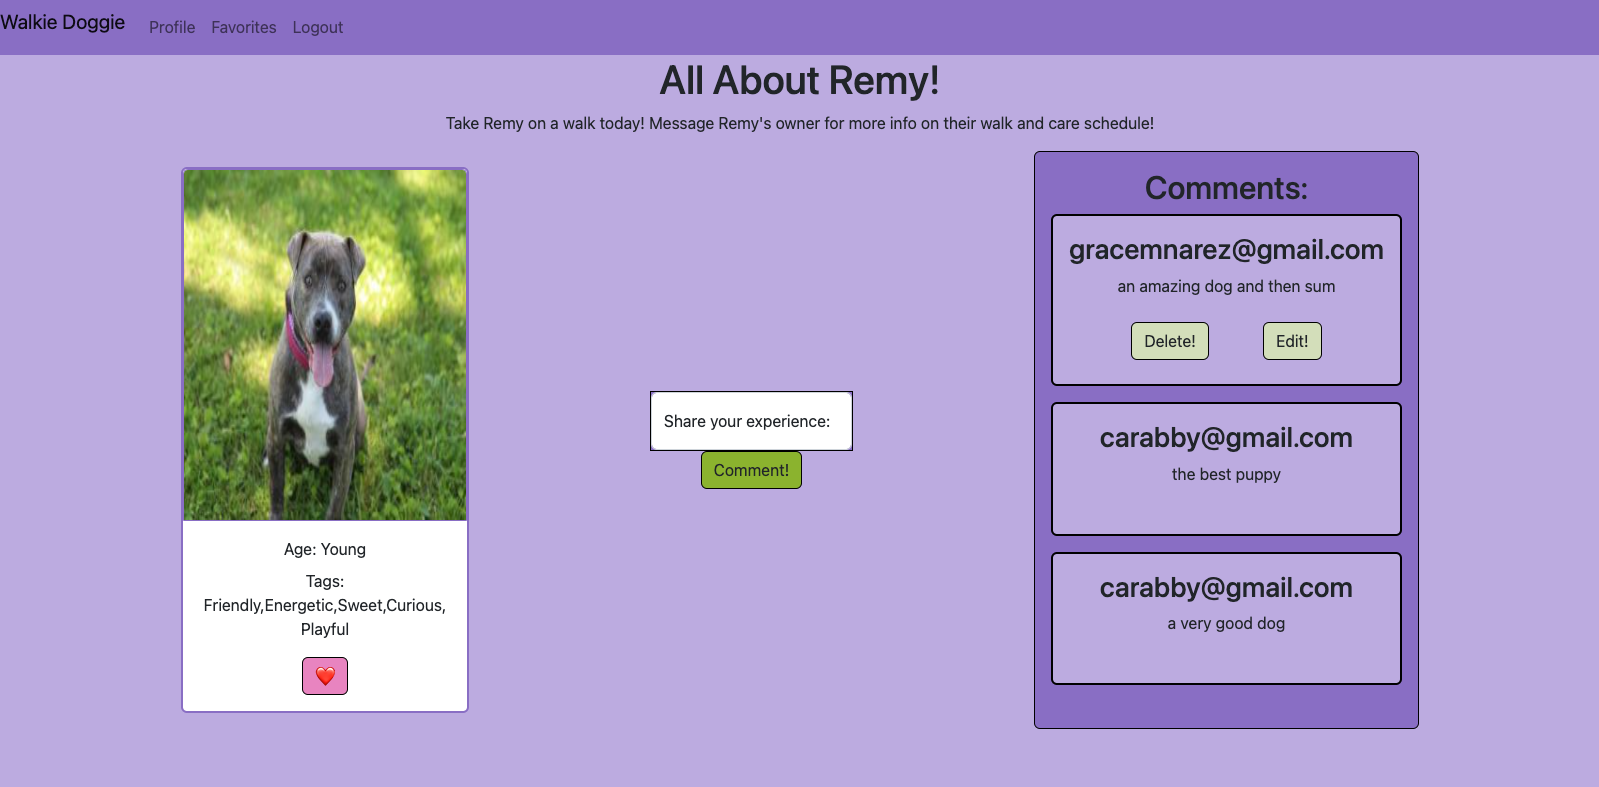 Walkie Doggie
Profile
Favorites
Logout
All About Remy!
Take Remy on a walk today! Message Remy's owner for more info on their walk and care schedule!
Age: Young
Tags:
Friendly,Energetic,Sweet,Curious,
Playful
Share your experience:
Comment!
Comments:
gracemnarez@gmail.com
an amazing dog and then sum
Delete!
Edit!
carabby@gmail.com
the best puppy
carabby@gmail.com
a very good dog